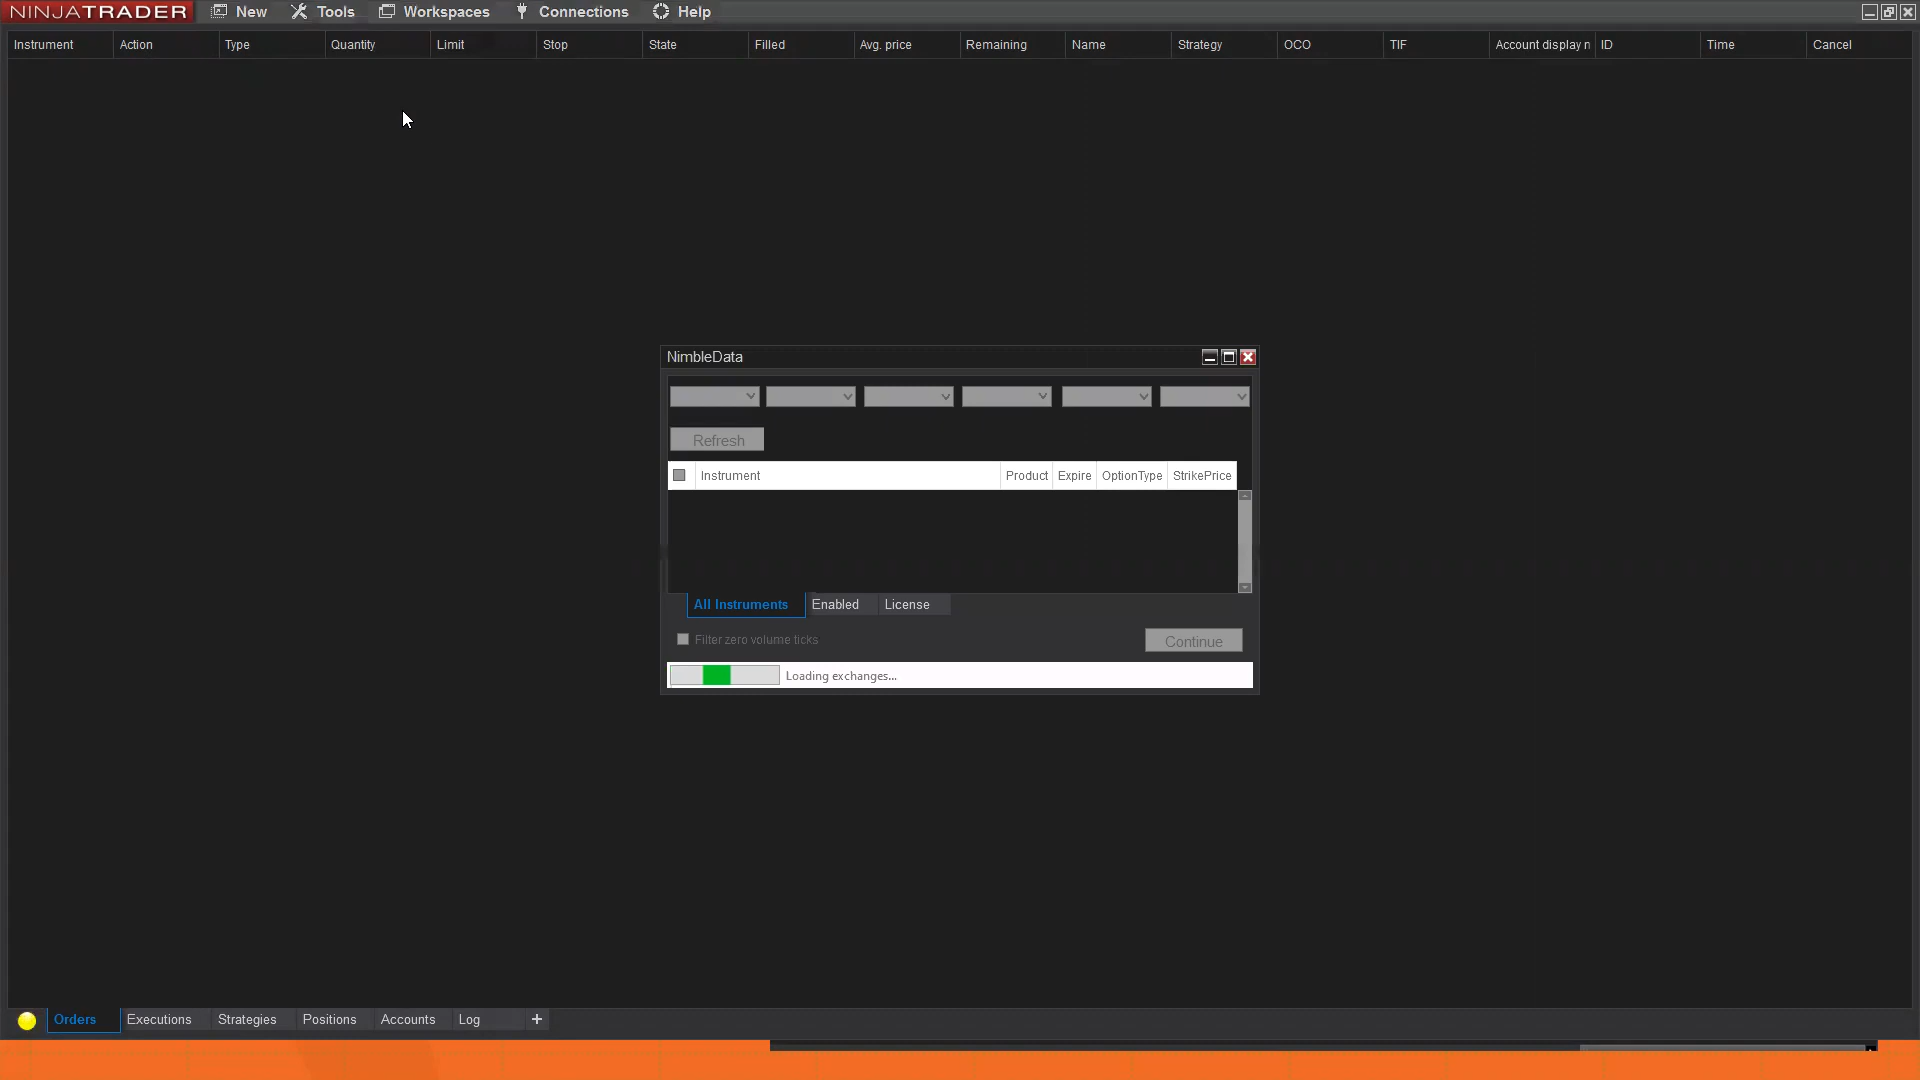 NINJATRADER New Tools Workspaces Connections Help
Instrument Action Type Quantity Limit Stop State Filled Avg. price Remaining Name Strategy OCO TIF Account display n ID Time Cancel
NimbleData
Refresh
Instrument Product Expire OptionType StrikePrice
All Instruments Enabled License
Filter zero volume ticks Continue
Loading exchanges...
Orders Executions Strategies Positions Accounts Log +